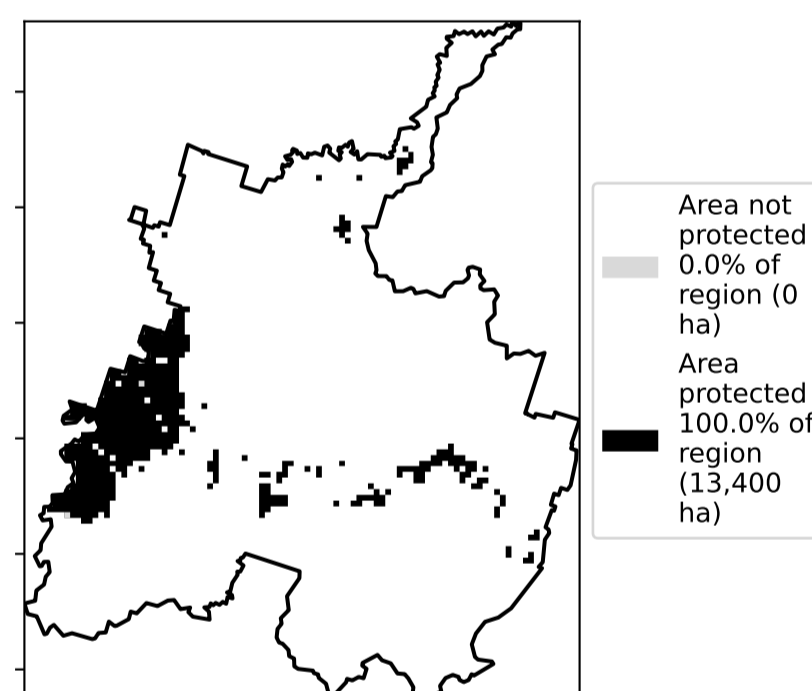 Area not
protected
0.0% of
region (0
ha)
Area
protected
100.0% of
region
(13,400
ha)